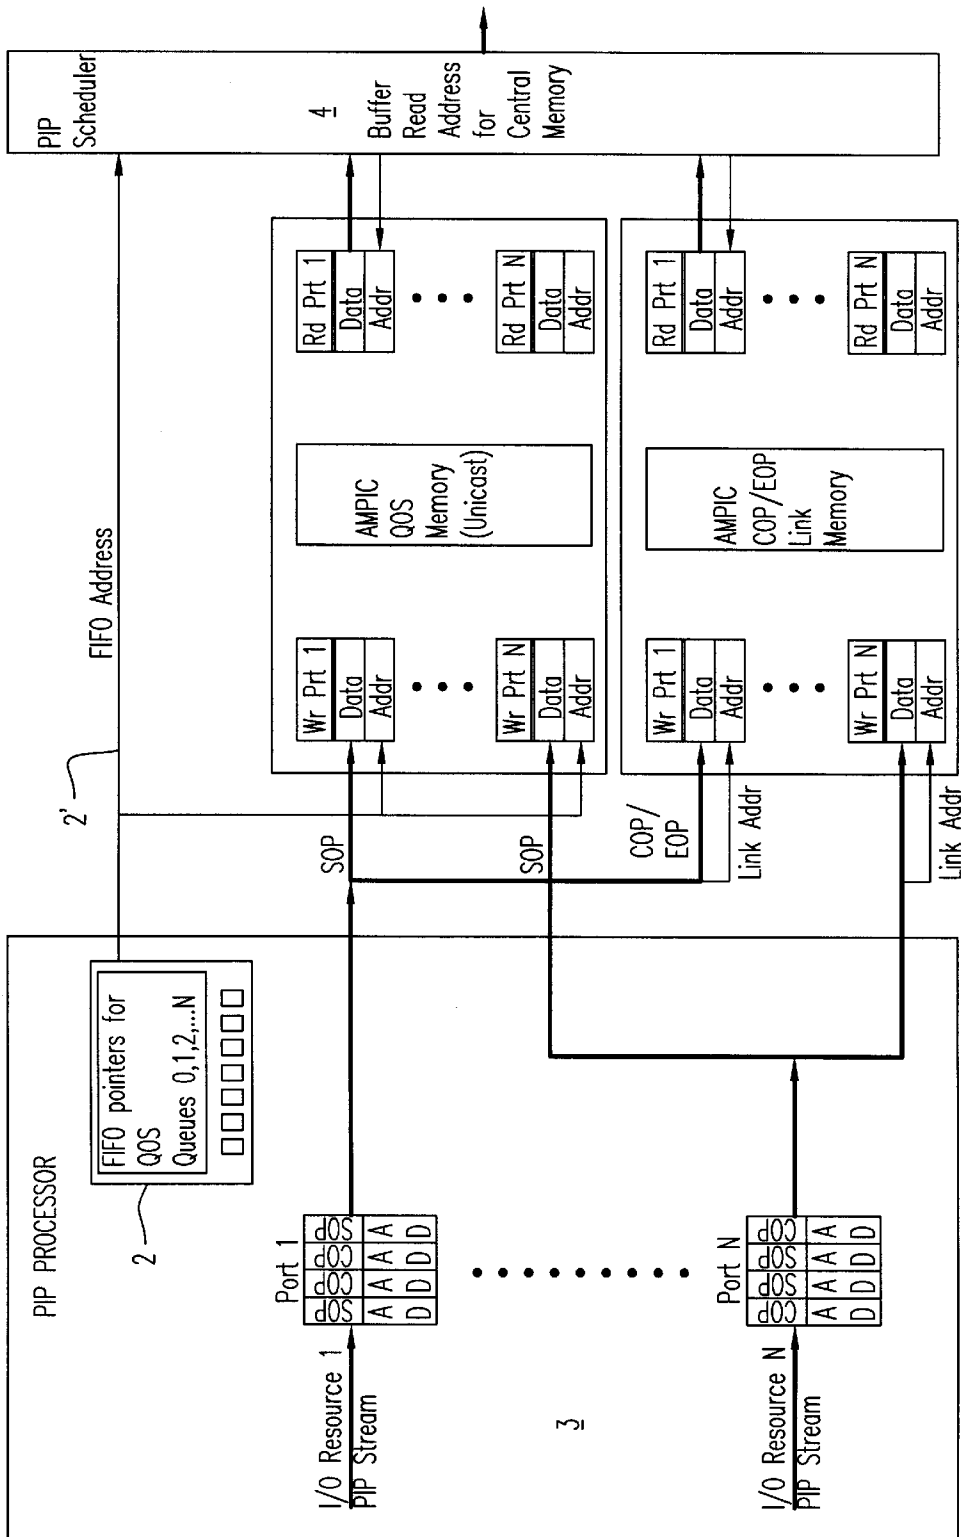 PIP PROCESSOR
FIFO pointers for
QOS
Queues 0,1,2,...N
2
2'
FIFO Address
I/O Resource 1
PIP Stream
Port 1
SOP COP COP SOP
A A A A
D D D D
3
I/O Resource N
PIP Stream
Port N
COP SOP SOP COP
A A A A
D D D D
SOP
SOP
COP/
EOP
Link Addr
Link Addr
Wr Prt 1
Data
Addr
Wr Prt N
Data
Addr
AMPIC
QOS
Memory
(Unicast)
Rd Prt 1
Data
Addr
Rd Prt N
Data
Addr
Wr Prt 1
Data
Addr
Wr Prt N
Data
Addr
AMPIC
COP/EOP
Link
Memory
Rd Prt 1
Data
Addr
Rd Prt N
Data
Addr
PIP
Scheduler
4
Buffer
Read
Address
for
Central
Memory